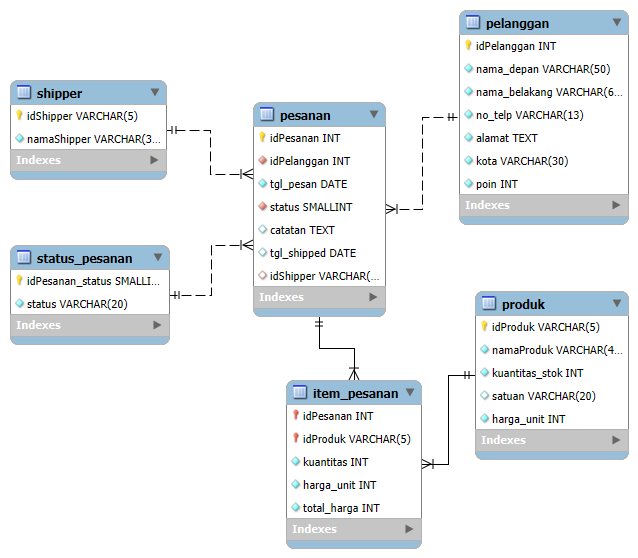 shipper
idShipper VARCHAR(5)
namaShipper VARCHAR(3...
Indexes
status_pesanan
idPesanan_status SMALLI...
status VARCHAR(20)
Indexes
pesanan
idPesanan INT
idPelanggan INT
tgl_pesan DATE
status SMALLINT
catatan TEXT
tgl_shipped DATE
idShipper VARCHAR(...
Indexes
pelanggan
idPelanggan INT
nama_depan VARCHAR(50)
nama_belakang VARCHAR(6...
no_telp VARCHAR(13)
alamat TEXT
kota VARCHAR(30)
poin INT
Indexes
item_pesanan
idPesanan INT
idProduk VARCHAR(5)
kuantitas INT
harga_unit INT
total_harga INT
Indexes
produk
idProduk VARCHAR(5)
namaProduk VARCHAR(4...
kuantitas_stok INT
satuan VARCHAR(20)
harga_unit INT
Indexes